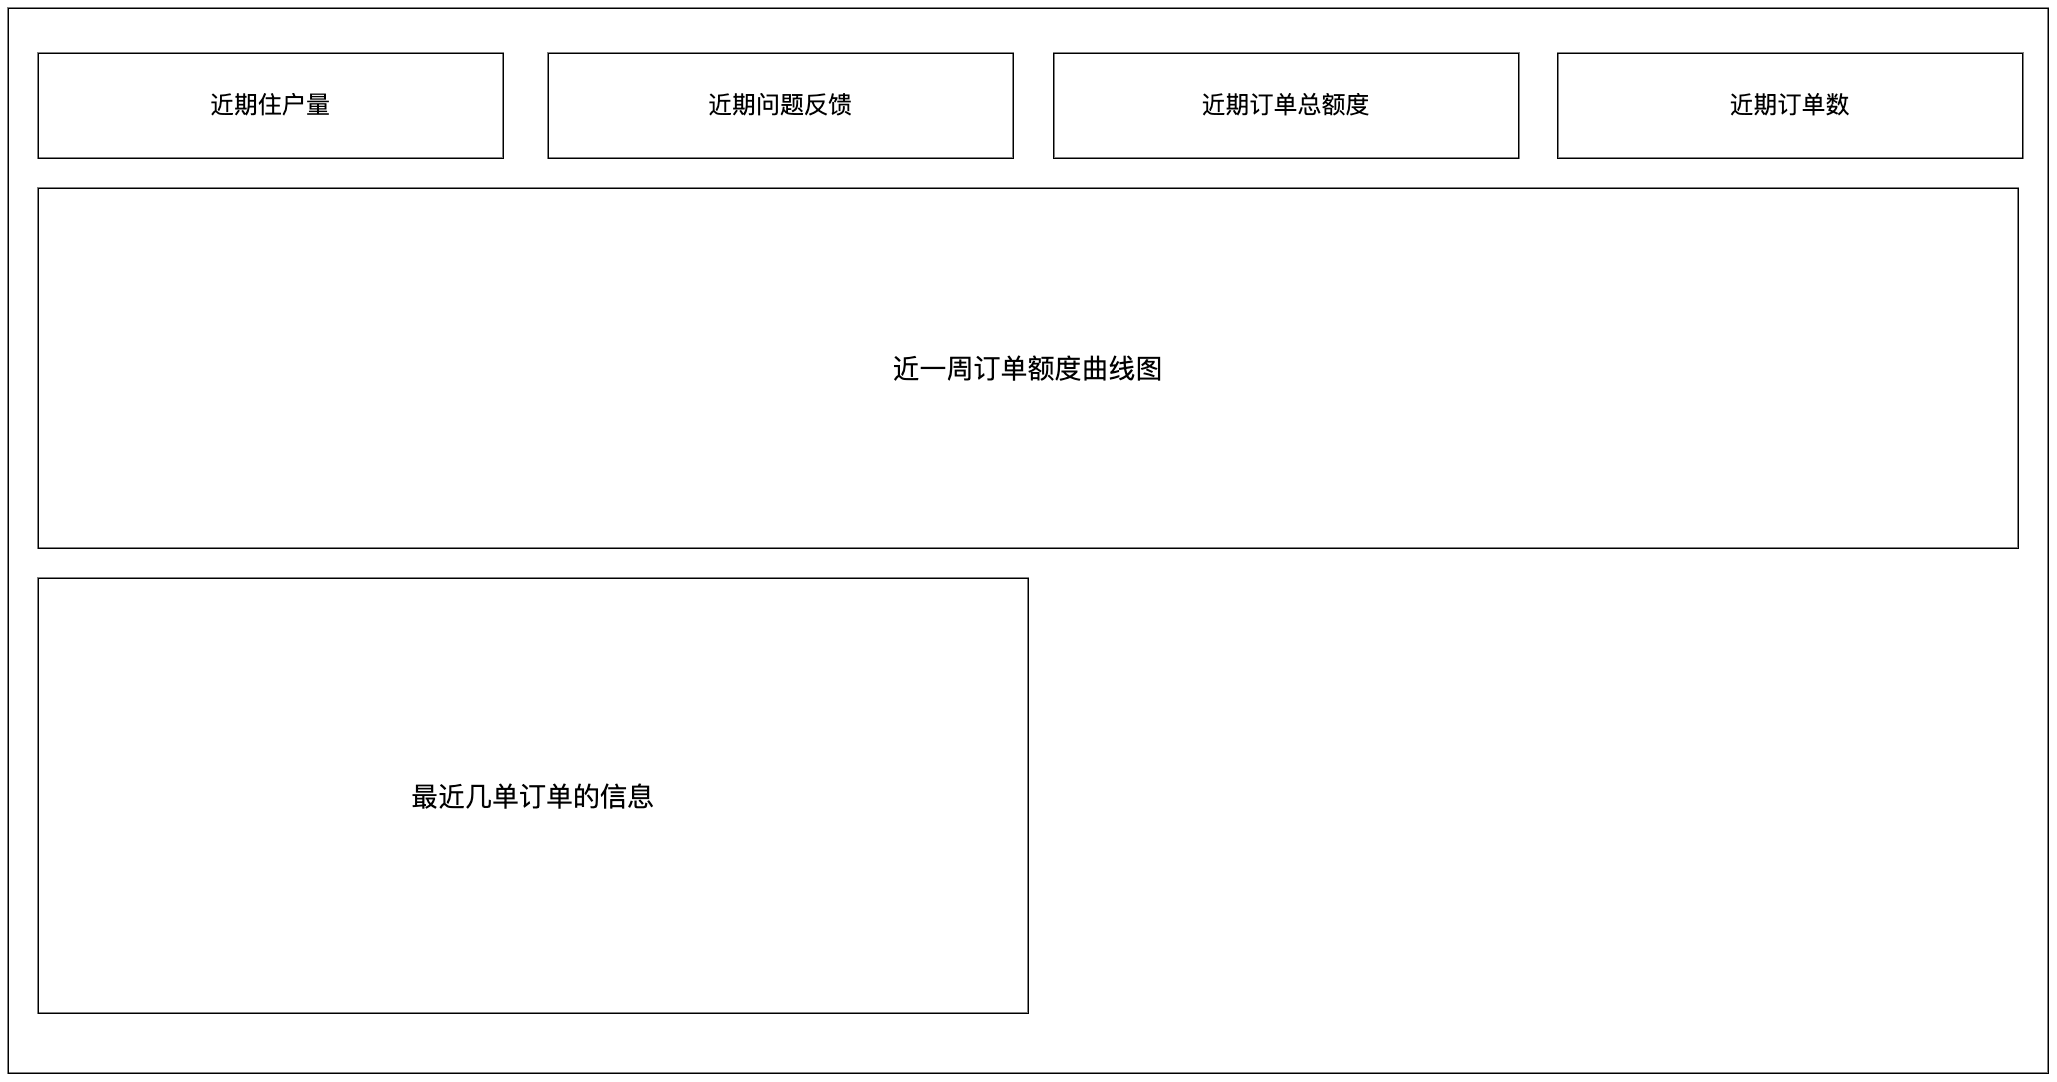 近期住户量
近期问题反馈
近期订单总额度
近期订单数
近一周订单额度曲线图
最近几单订单的信息